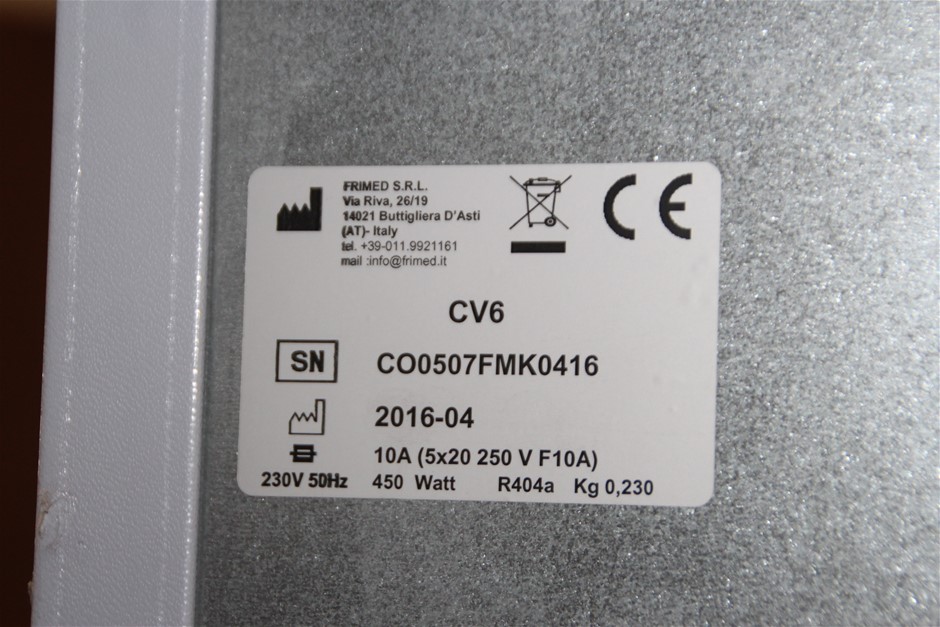 FRIMED S.R.L.
Via Riva, 26/19
14021 Buttigliera D'Asti
(AT)- Italy
tel. +39-011.9921161
mail :info@frimed.it
CE
CV6
SN CO0507FMK0416
2016-04
10A (5x20 250 V F10A)
230V 50Hz 450 Watt R404a Kg 0,230